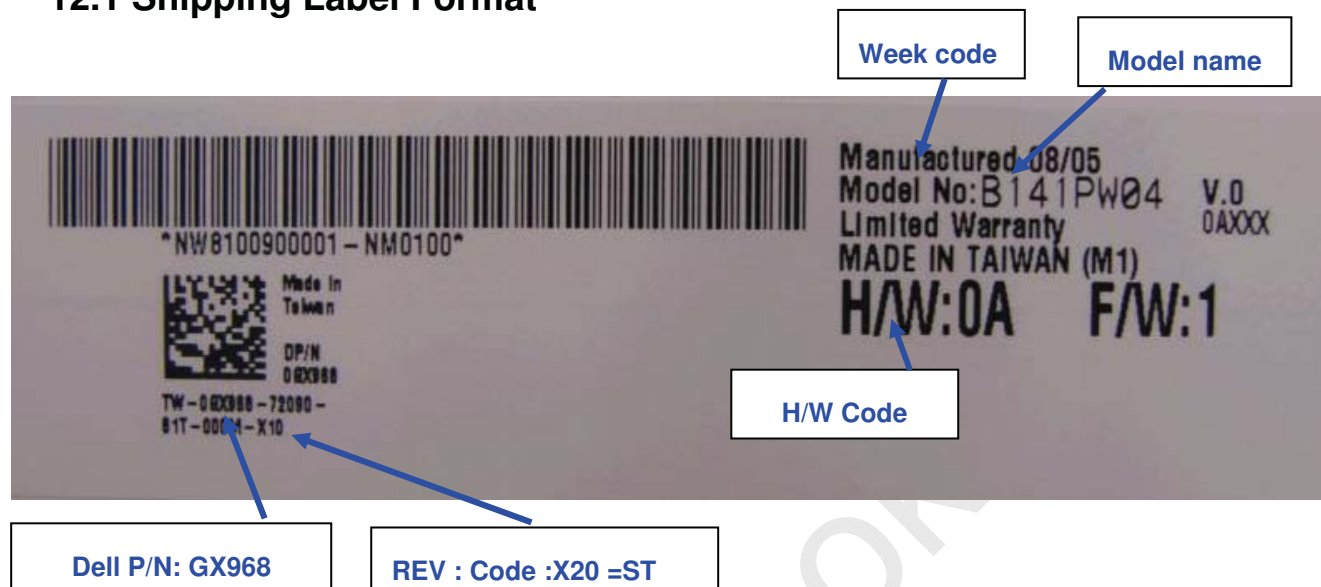 12.1 Shipping Label Format
Week code
Model name
Manufactured 08/05
Model No:B141PW04 V.0
Limited Warranty 0AXXX
MADE IN TAIWAN (M1)
H/W:0A F/W:1
*NW8100900001-NM0100*
Made in
Taiwan
DP/N
0GX968
TW-0GX968-72090-
-X10
H/W Code
Dell P/N: GX968
REV : Code :X20 =ST